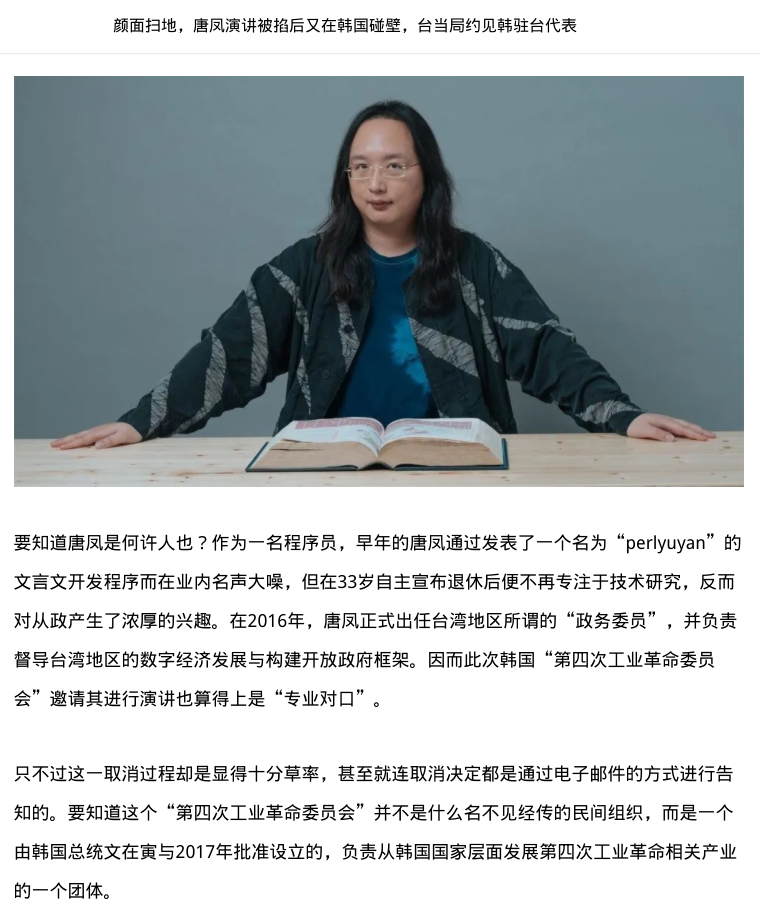 颜面扫地，唐凤演讲被掐后又在韩国碰壁，台当局约见韩驻台代表
要知道唐凤是何许人也？作为一名程序员，早年的唐凤通过发表了一个名为“perlyuyan”的
文言文开发程序而在业内名声大噪，但在33岁自主宣布退休后便不再专注于技术研究，反而
对从政产生了浓厚的兴趣。在2016年，唐凤正式出任台湾地区所谓的“政务委员”，并负责
督导台湾地区的数字经济发展与构建开放政府框架。因而此次韩国“第四次工业革命委员
会”邀请其进行演讲也算得上是“专业对口”。
只不过这一取消过程却是显得十分草率，甚至就连取消决定都是通过电子邮件的方式进行告
知的。要知道这个“第四次工业革命委员会”并不是什么名不见经传的民间组织，而是一个
由韩国总统文在寅与2017年批准设立的，负责从韩国国家层面发展第四次工业革命相关产业
的一个团体。